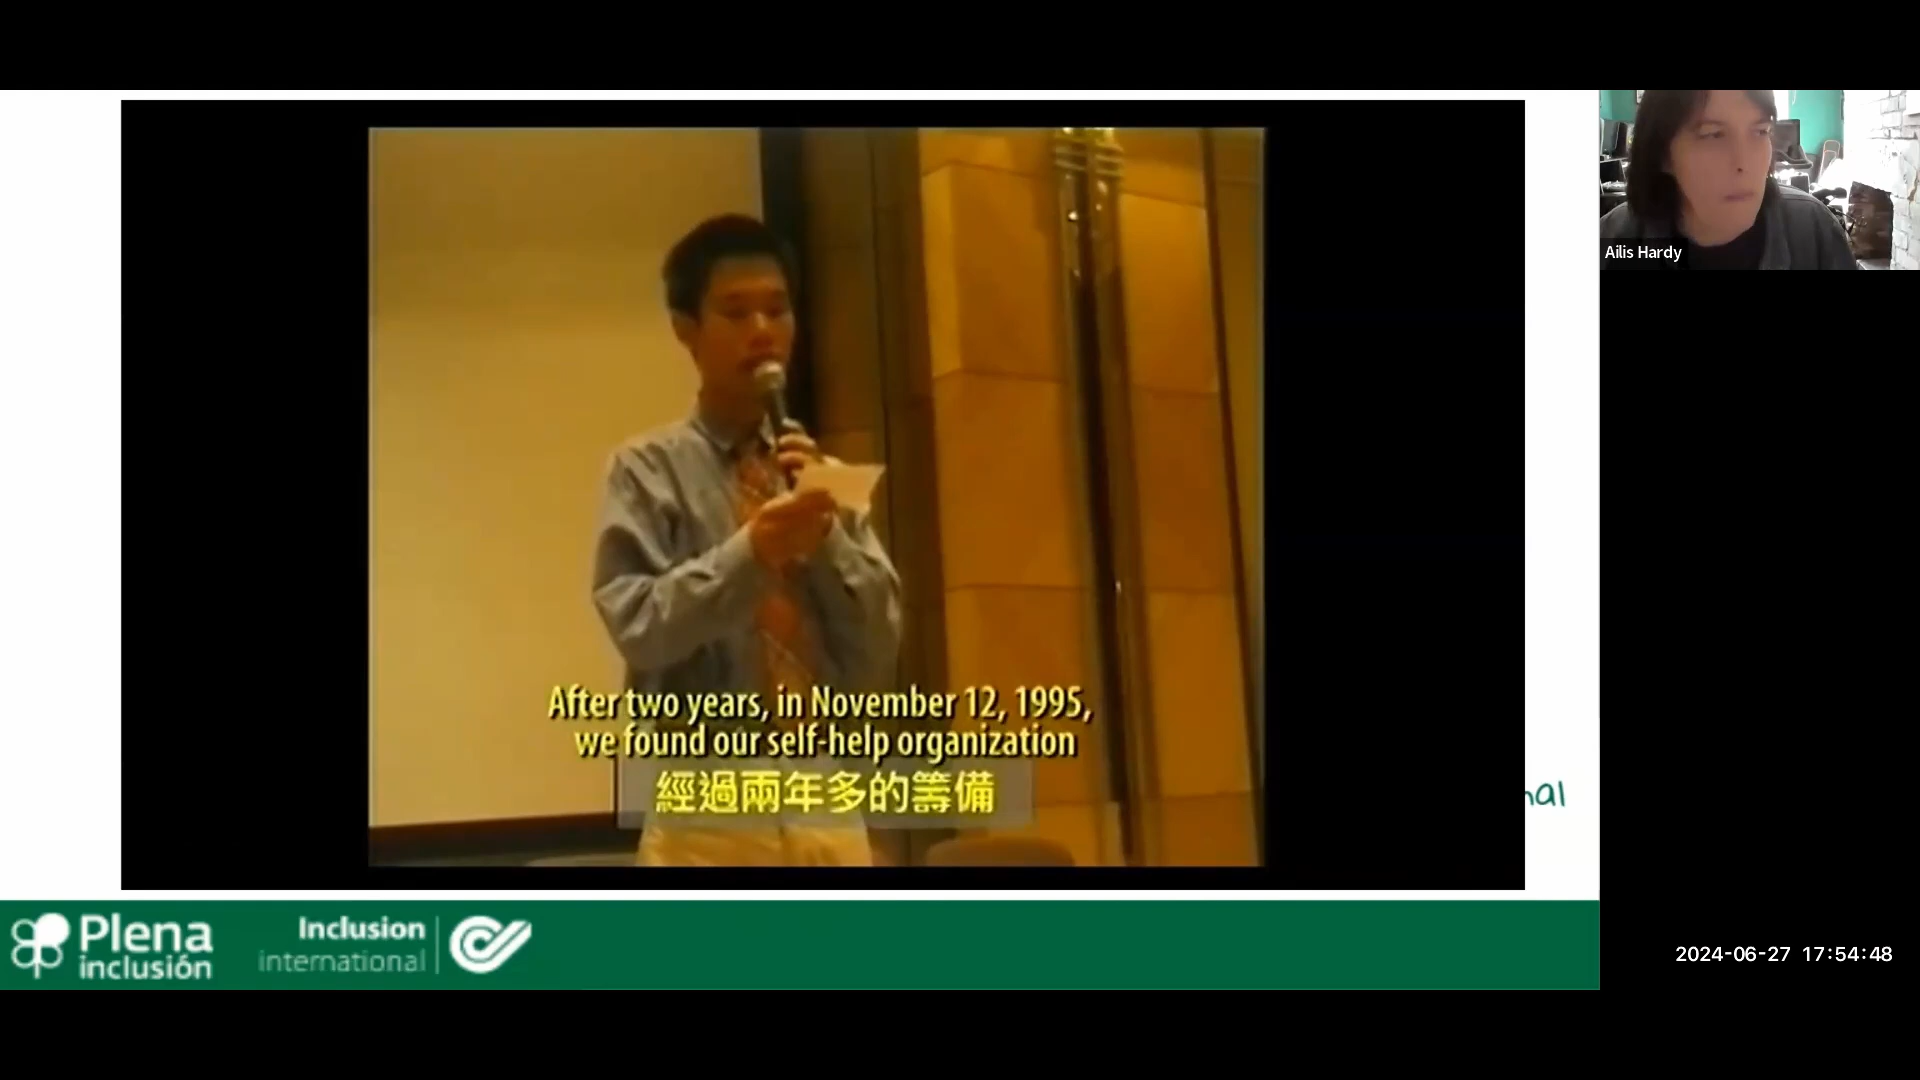 Ailis Hardy
After two years, in November 12, 1995,
we found our self-help organization
經過兩年多的籌備
nal
Plena
inclusión
Inclusion
international
2024-06-27 17:54:48